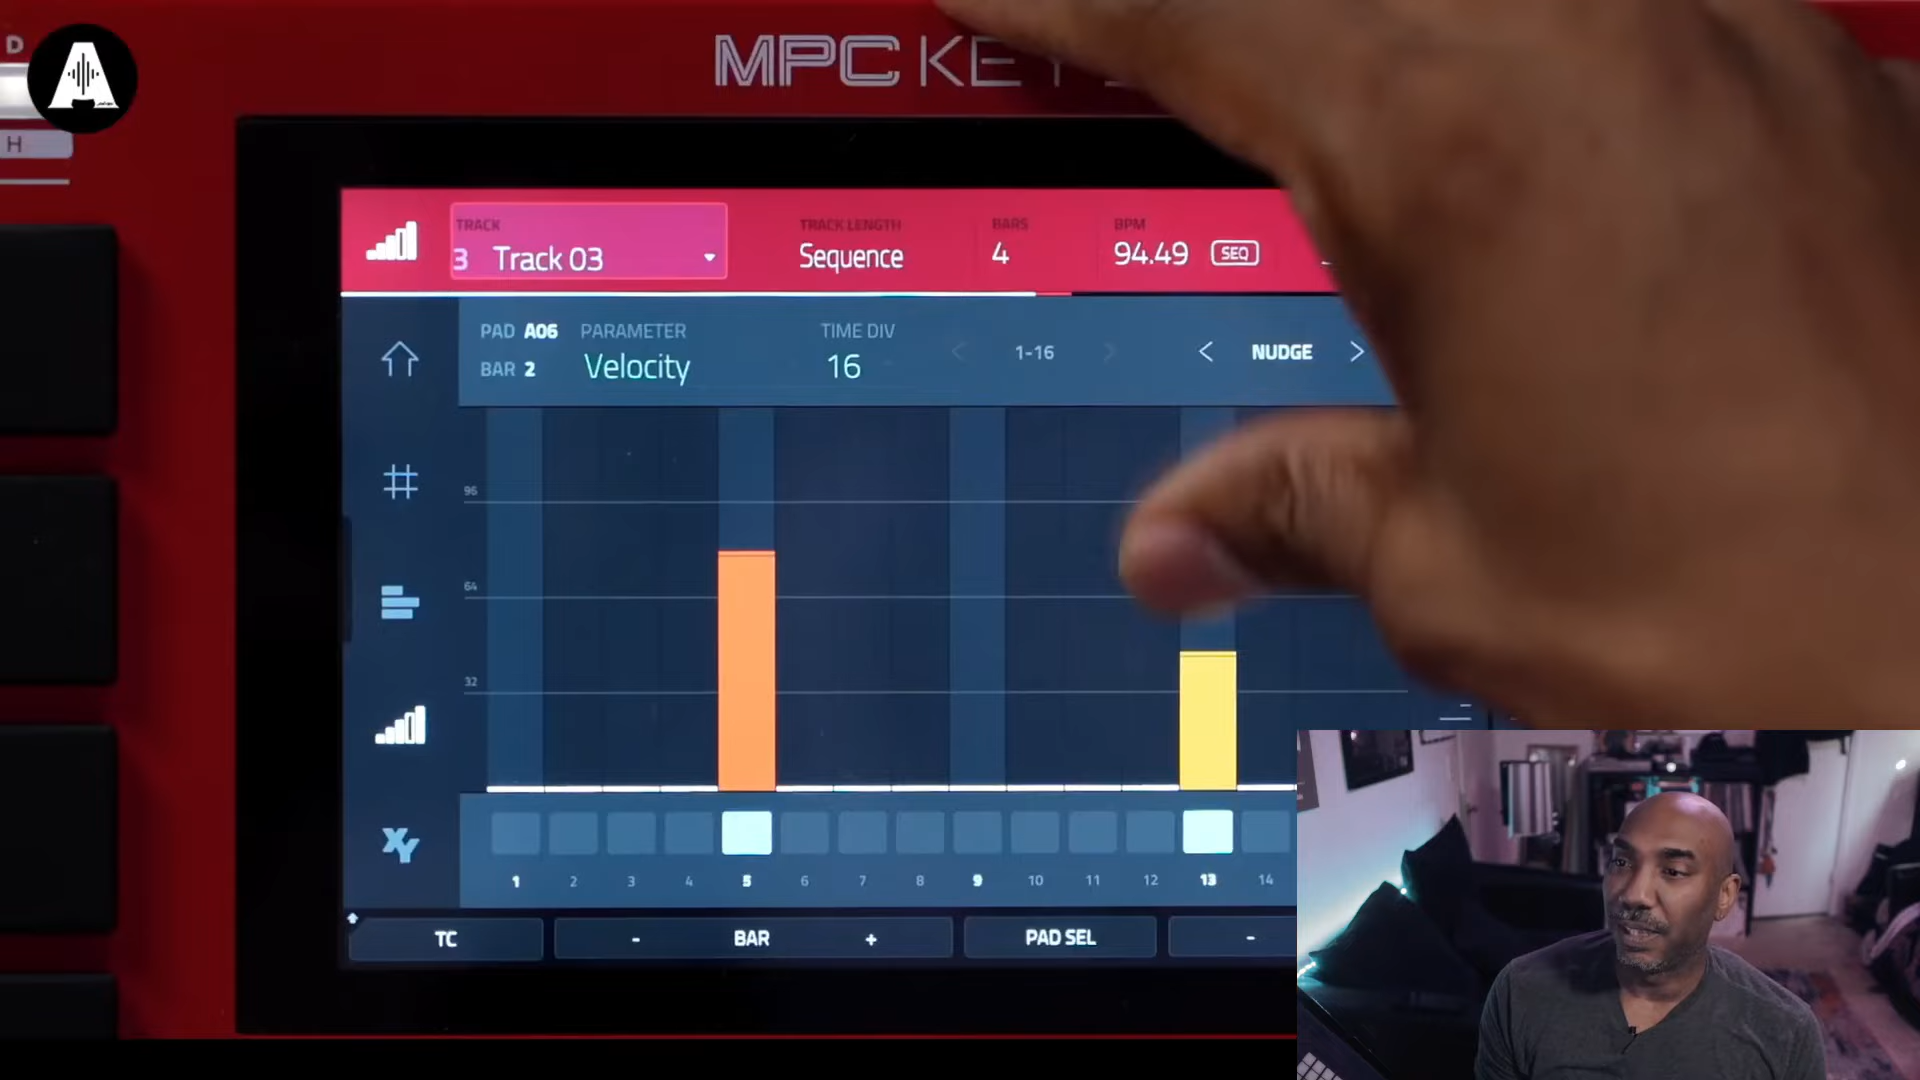 D
A
H
MPC KEY
TRACK
3 Track 03
TRACK LENGTH
Sequence
BARS
4
BPM
94.49 SEQ
PAD A06
BAR 2
PARAMETER
Velocity
TIME DIV
16
< 1-16 >
< NUDGE >
96
64
32
XY
1 2 3 4 5 6 7 8 9 10 11 12 13 14
TC
- BAR +
PAD SEL
-